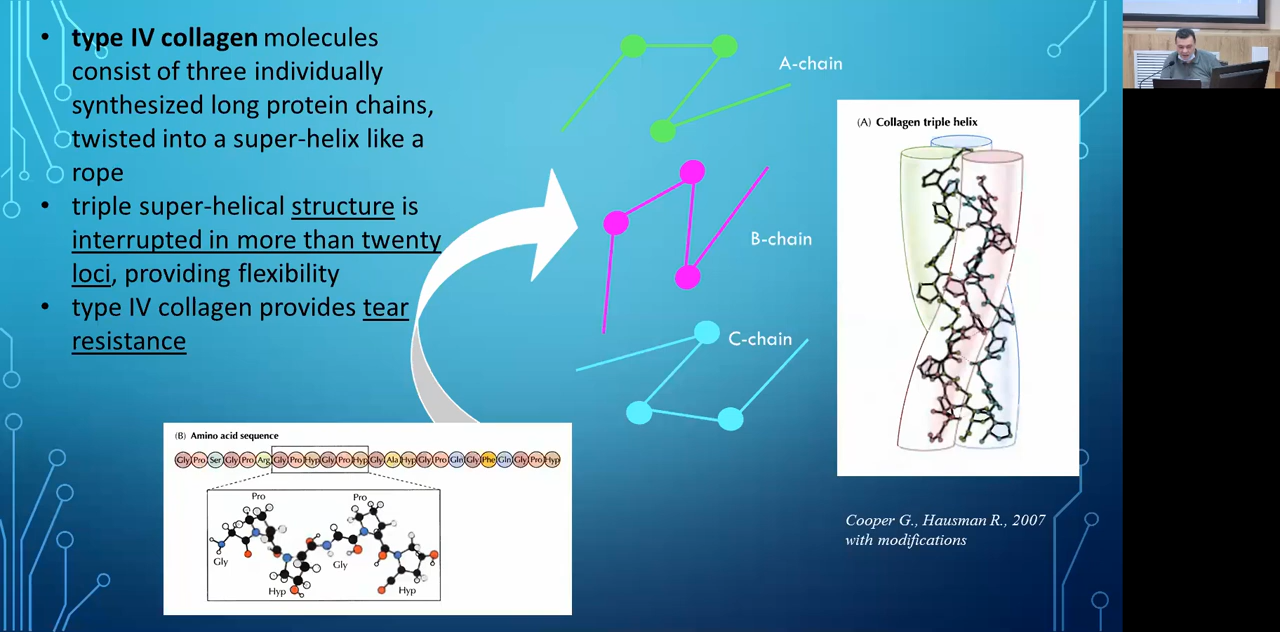 • type IV collagen molecules
consist of three individually
synthesized long protein chains,
twisted into a super-helix like a
rope
• triple super-helical structure is
interrupted in more than twenty
loci, providing flexibility
• type IV collagen provides tear
resistance
A-chain
B-chain
C-chain
(A) Collagen triple helix
(B) Amino acid sequence
Gly Pro Ser Gly Pro Arg Gly Pro Hyp Gly Pro Hyp Gly Ala Hyp Gly Pro Gln Gly Phe Gln Gly Pro Hyp
Pro Pro
Gly Gly
Hyp Hyp
Cooper G., Hausman R., 2007
with modifications